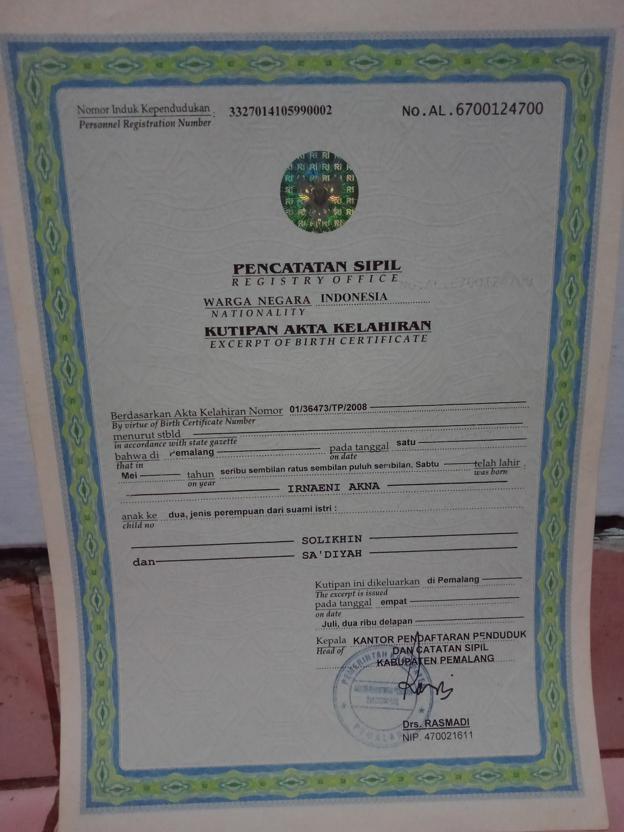 Nomor Induk Kependudukan : 3327014105990002 No.AL.6700124700
Personnel Registration Number
PENCATATAN SIPIL
REGISTRY OFFICE
WARGA NEGARA INDONESIA
NATIONALITY
KUTIPAN AKTA KELAHIRAN
EXCERPT OF BIRTH CERTIFICATE
Berdasarkan Akta Kelahiran Nomor 01/36473/TP/2008
By virtue of Birth Certificate Number
menurut stbld
in accordance with state gazette
bahwa di Pemalang pada tanggal satu
that in on date
Mei tahun seribu sembilan ratus sembilan puluh sembilan, Sabtu telah lahir :
on year was born
IRNAENI AKNA
anak ke dua, jenis perempuan dari suami istri :
child no
SOLIKHIN
dan SA'DIYAH
Kutipan ini dikeluarkan di Pemalang
The excerpt is issued
pada tanggal empat
on date
Juli, dua ribu delapan
Kepala KANTOR PENDAFTARAN PENDUDUK
Head of DAN CATATAN SIPIL
KABUPATEN PEMALANG
Drs. RASMADI
NIP. 470021611